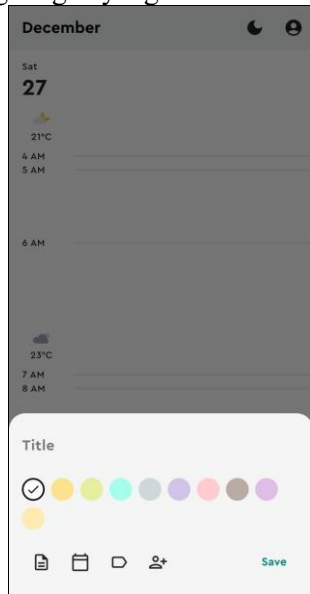 December
Sat
27
21°C
4 AM
5 AM
6 AM
23°C
7 AM
8 AM
Title
Save